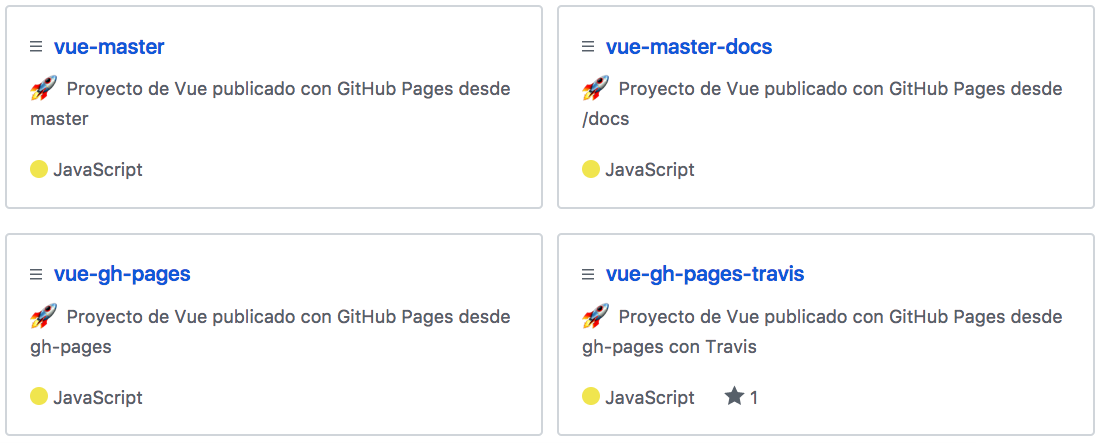 vue-master
🚀 Proyecto de Vue publicado con GitHub Pages desde
master
JavaScript
vue-master-docs
🚀 Proyecto de Vue publicado con GitHub Pages desde
/docs
JavaScript
vue-gh-pages
🚀 Proyecto de Vue publicado con GitHub Pages desde
gh-pages
JavaScript
vue-gh-pages-travis
🚀 Proyecto de Vue publicado con GitHub Pages desde
gh-pages con Travis
JavaScript ★ 1